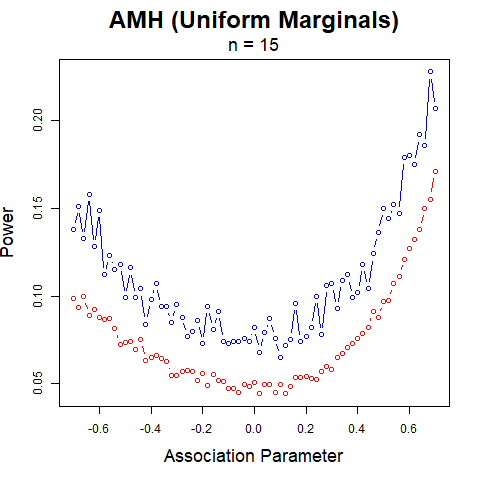 AMH (Uniform Marginals)
n = 15
Power
0.20
0.15
0.10
0.05
-0.6 -0.4 -0.2 0.0 0.2 0.4 0.6
Association Parameter